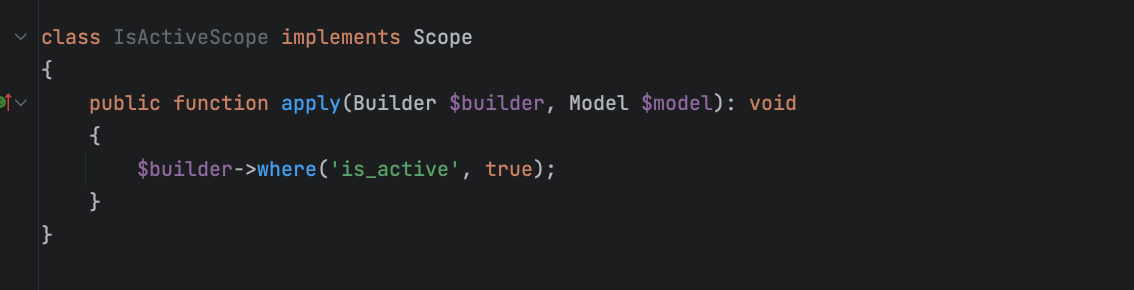 class IsActiveScope implements Scope
{
    public function apply(Builder $builder, Model $model): void
    {
        $builder->where('is_active', true);
    }
}